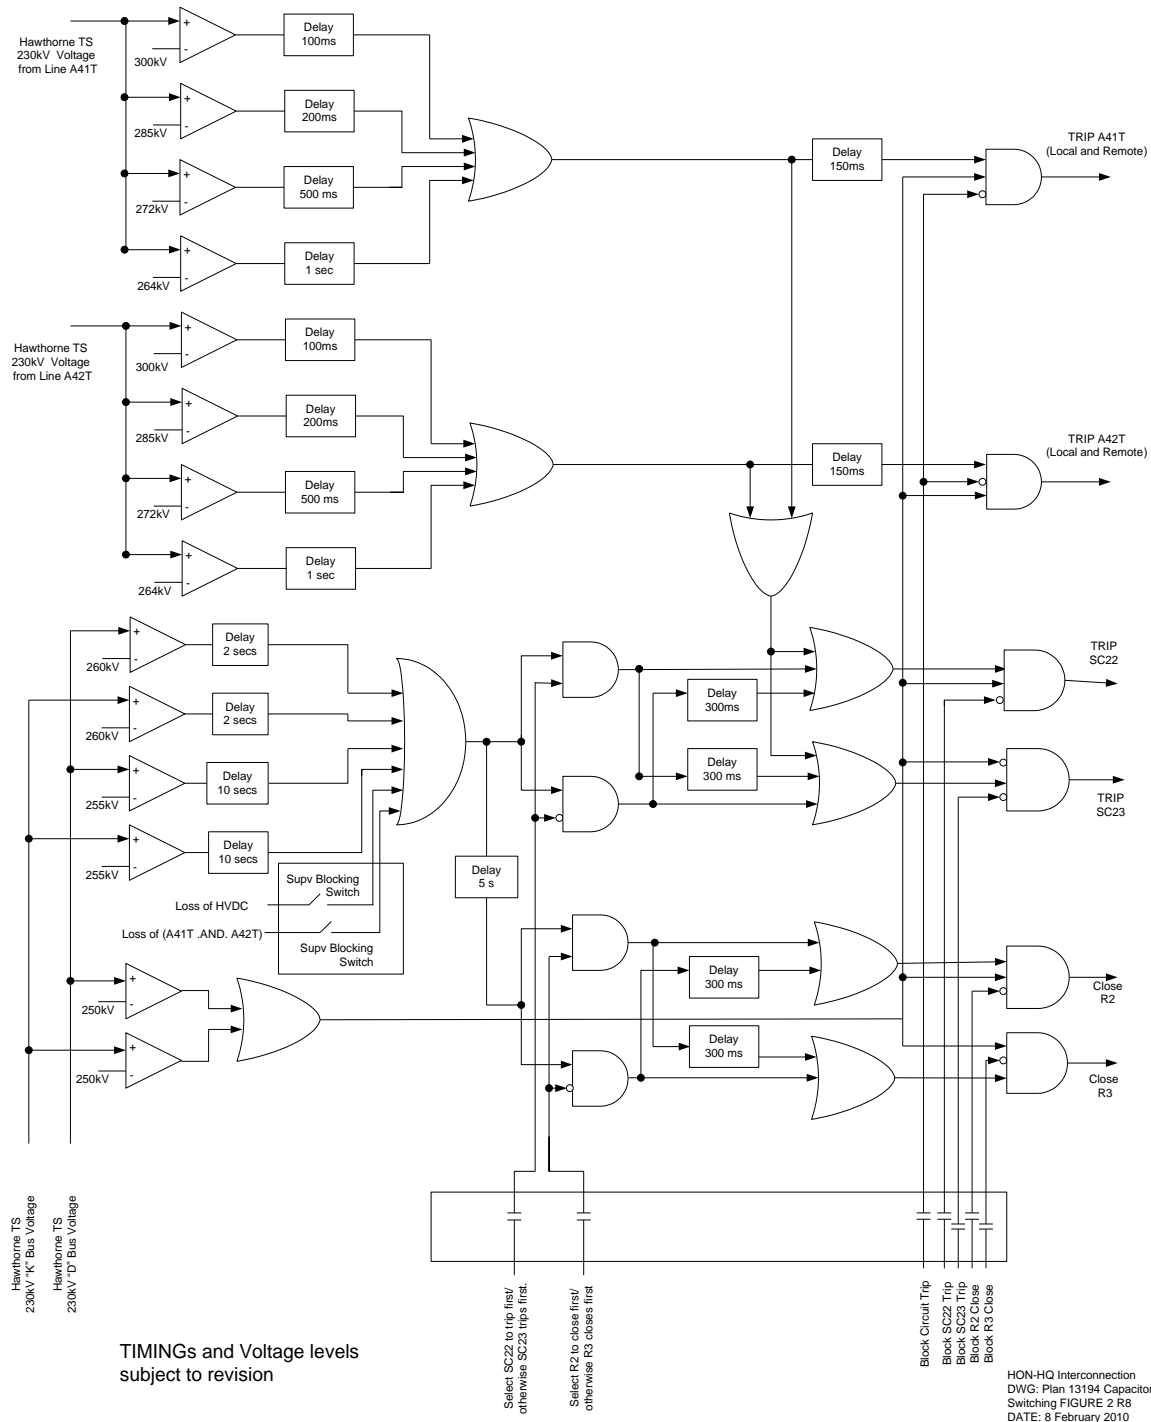 Hawthorne TS
230kV  Voltage
from Line A41T
+
-
300kV
Delay
100ms
+
-
285kV
Delay
200ms
+
-
272kV
Delay
500 ms
+
-
264kV
Delay
1 sec
Delay
150ms
TRIP A41T
(Local and Remote)
Hawthorne TS
230kV  Voltage
from Line A42T
+
-
300kV
Delay
100ms
+
-
285kV
Delay
200ms
+
-
272kV
Delay
500 ms
+
-
264kV
Delay
1 sec
Delay
150ms
TRIP A42T
(Local and Remote)
+
-
260kV
Delay
2 secs
+
-
260kV
Delay
2 secs
+
-
255kV
Delay
10 secs
+
-
255kV
Delay
10 secs
Supv Blocking
Switch
Loss of HVDC
Loss of (A41T .AND. A42T)
Supv Blocking
Switch
+
-
250kV
+
-
250kV
Delay
5 s
Delay
300ms
Delay
300 ms
Delay
300 ms
Delay
300 ms
TRIP
SC22
TRIP
SC23
Close
R2
Close
R3
Hawthorne TS
230kV "K" Bus Voltage
Hawthorne TS
230kV "D" Bus Voltage
Select SC22 to trip first/
otherwise SC23 trips first.
Select R2 to close first/
otherwise R3 closes first
Block Circuit Trip
Block SC22 Trip
Block SC23 Trip
Block R2 Close
Block R3 Close
TIMINGs and Voltage levels
subject to revision
HON-HQ Interconnection
DWG: Plan 13194 Capacitor
Switching FIGURE 2 R8
DATE: 8 February 2010